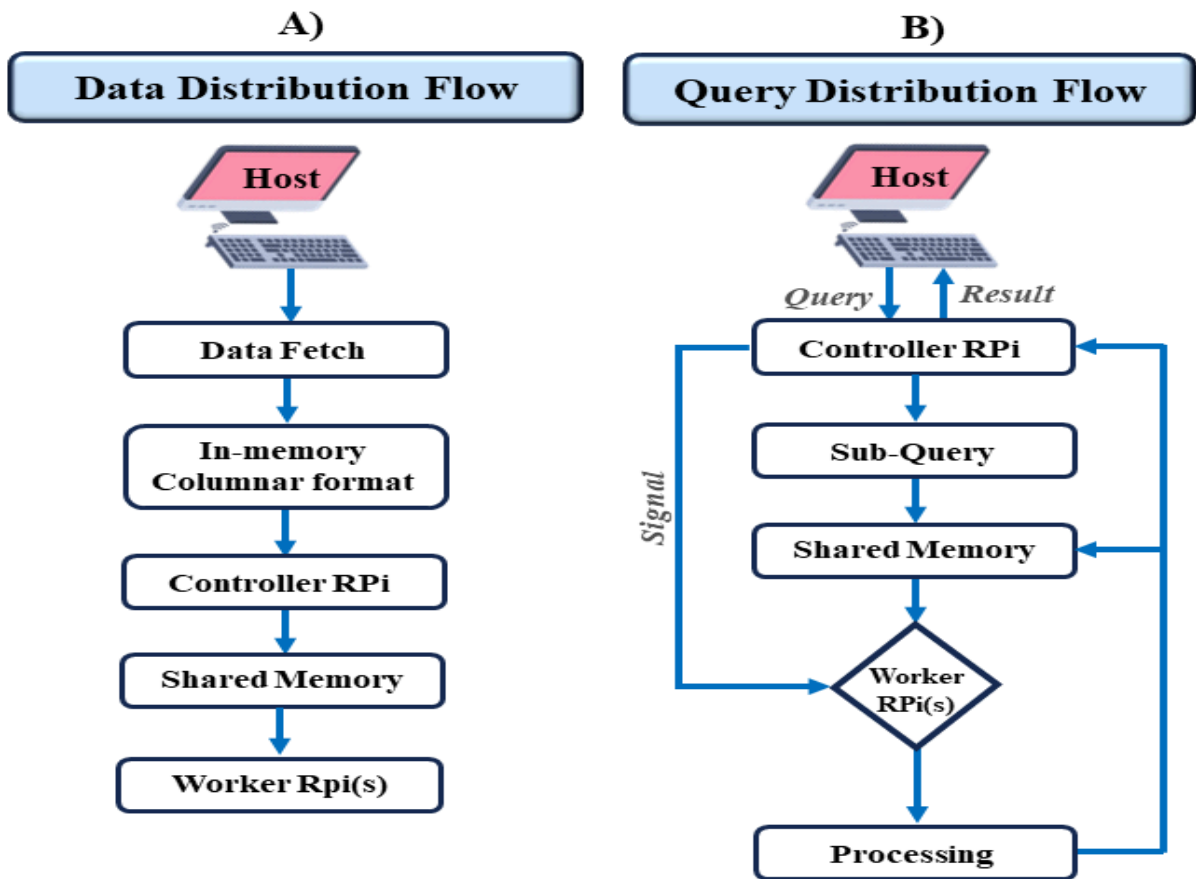 A)
Data Distribution Flow
Host
Data Fetch
In-memory
Columnar format
Controller RPi
Shared Memory
Worker Rpi(s)
B)
Query Distribution Flow
Host
Query
Result
Controller RPi
Sub-Query
Signal
Shared Memory
Worker
RPi(s)
Processing